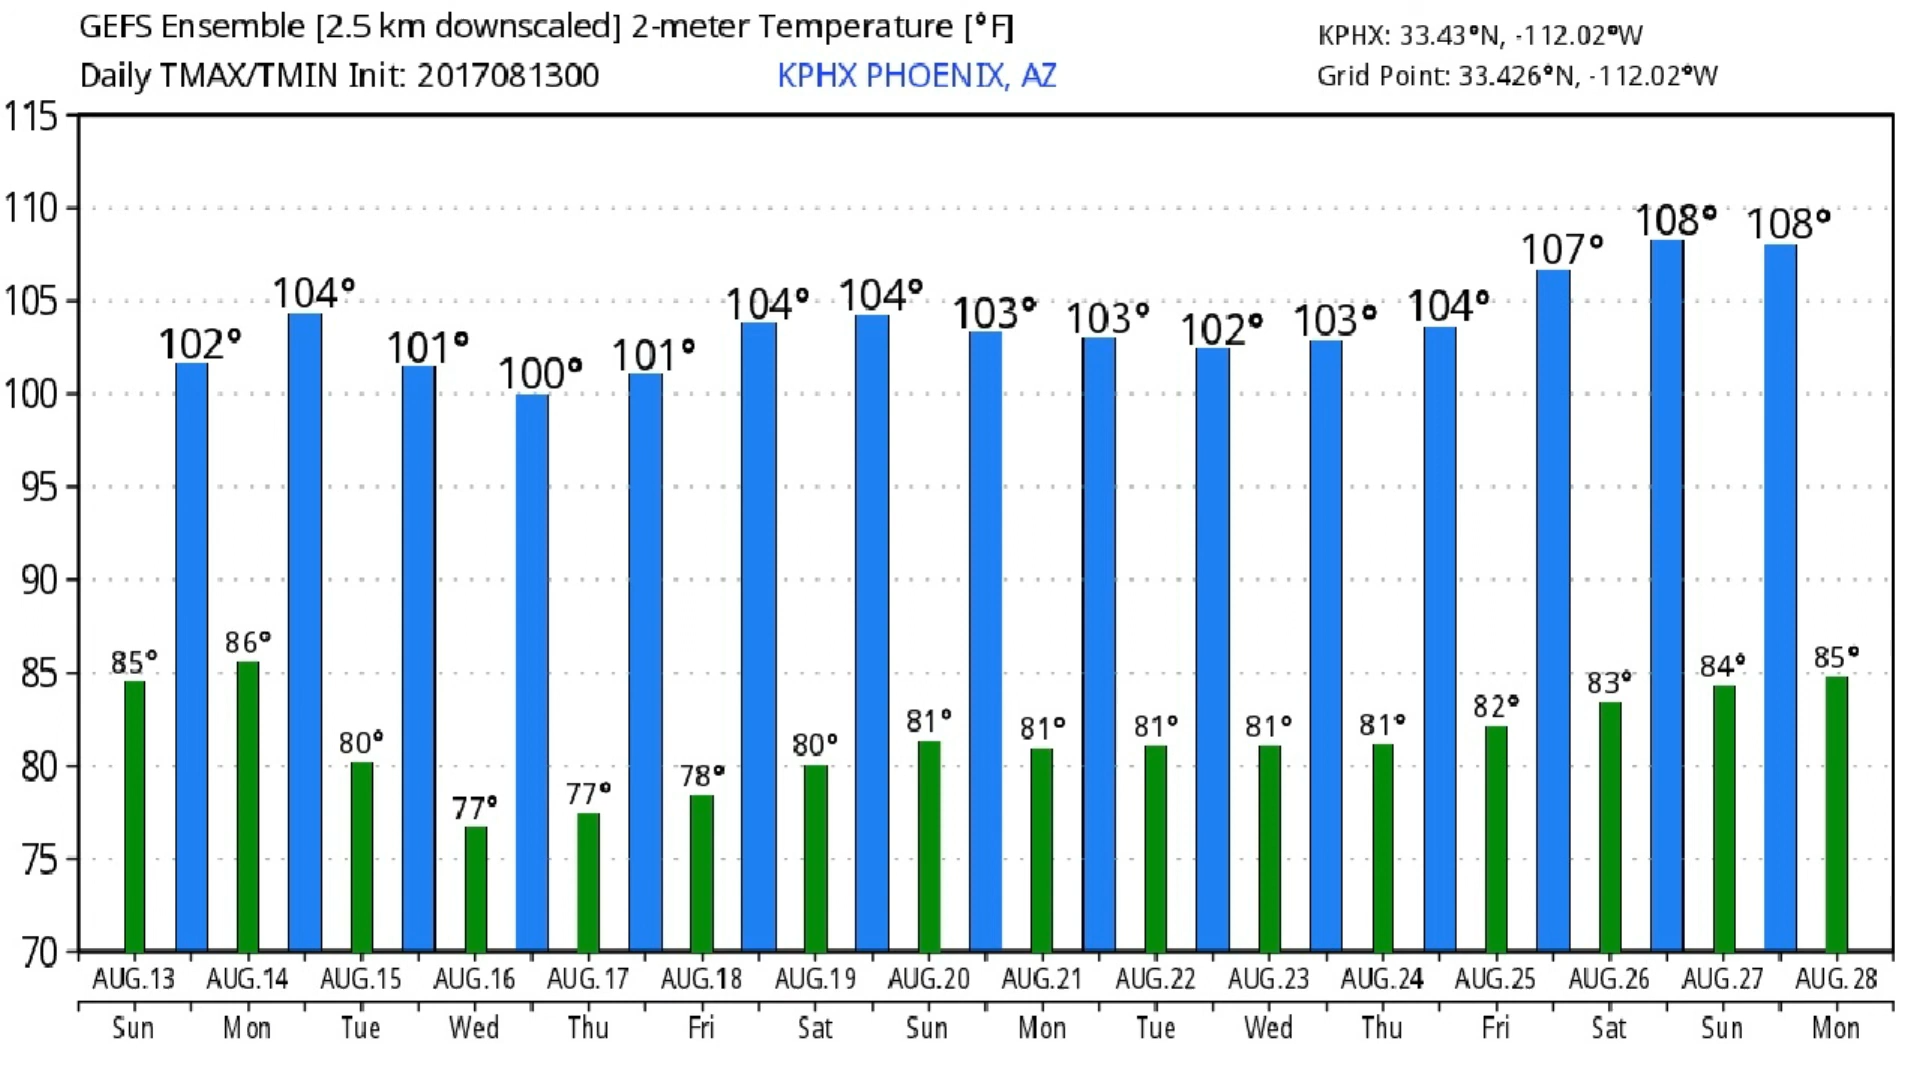 GEFS Ensemble [2.5 km downscaled] 2-meter Temperature [°F]
KPHX: 33.43°N, -112.02°W
Daily TMAX/TMIN Init: 2017081300
KPHX PHOENIX, AZ
Grid Point: 33.426°N, -112.02°W
115
110
105
100
95
90
85
80
75
70
102° 104° 101° 100° 101° 104° 104° 103° 103° 102° 103° 104° 107° 108° 108°
85° 86° 80° 77° 77° 78° 80° 81° 81° 81° 81° 81° 82° 83° 84° 85°
AUG.13 AUG.14 AUG.15 AUG.16 AUG.17 AUG.18 AUG.19 AUG.20 AUG.21 AUG.22 AUG.23 AUG.24 AUG.25 AUG.26 AUG.27 AUG.28
Sun Mon Tue Wed Thu Fri Sat Sun Mon Tue Wed Thu Fri Sat Sun Mon